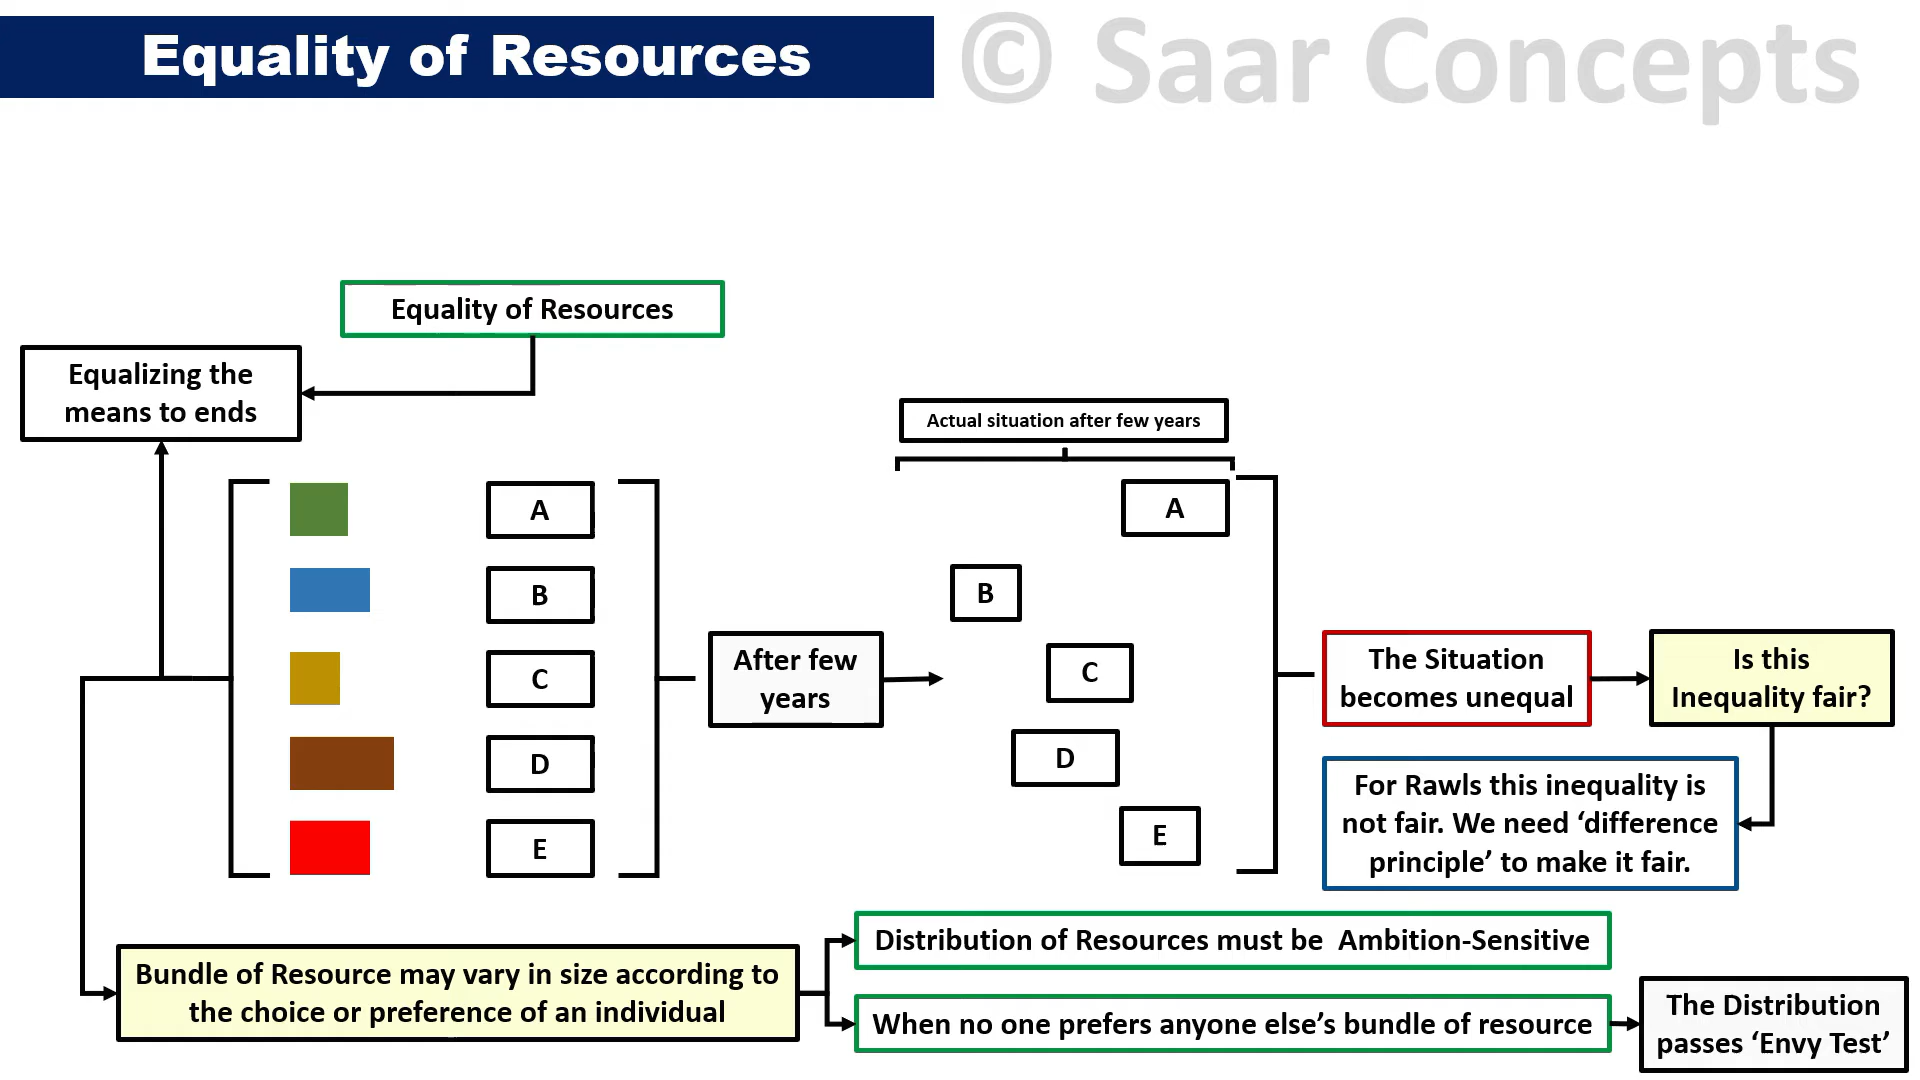 Equality of Resources
© Saar Concepts
Equality of Resources
Equalizing the
means to ends
Actual situation after few years
A
B
C
D
E
After few
years
A
B
C
D
E
The Situation
becomes unequal
Is this
Inequality fair?
For Rawls this inequality is
not fair. We need ‘difference
principle’ to make it fair.
Bundle of Resource may vary in size according to
the choice or preference of an individual
Distribution of Resources must be Ambition-Sensitive
When no one prefers anyone else’s bundle of resource
The Distribution
passes ‘Envy Test’